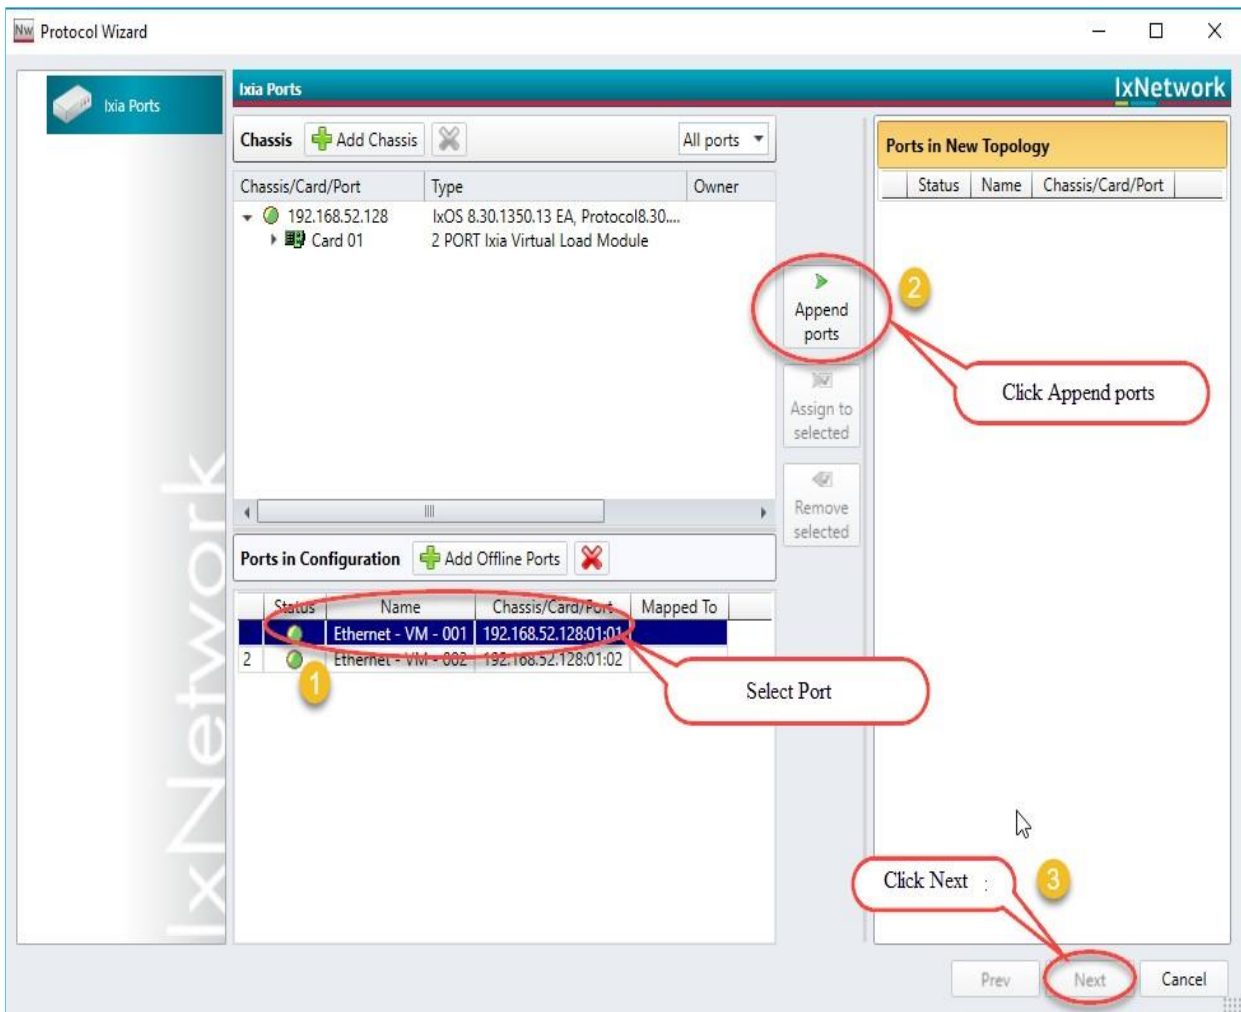 Nw Protocol Wizard
Ixia Ports
Ixia Ports
IxNetwork
Chassis Add Chassis All ports
Chassis/Card/Port Type Owner
192.168.52.128 IxOS 8.30.1350.13 EA, Protocol8.30....
Card 01 2 PORT Ixia Virtual Load Module
Ports in New Topology
Status Name Chassis/Card/Port
Append
ports
2
Click Append ports
Assign to
selected
Remove
selected
Ports in Configuration Add Offline Ports
Status Name Chassis/Card/Port Mapped To
Ethernet - VM - 001 192.168.52.128:01:01
2 Ethernet - VM - 002 192.168.52.128:01:02
1
Select Port
IxNetwork
Click Next :
3
Prev Next Cancel